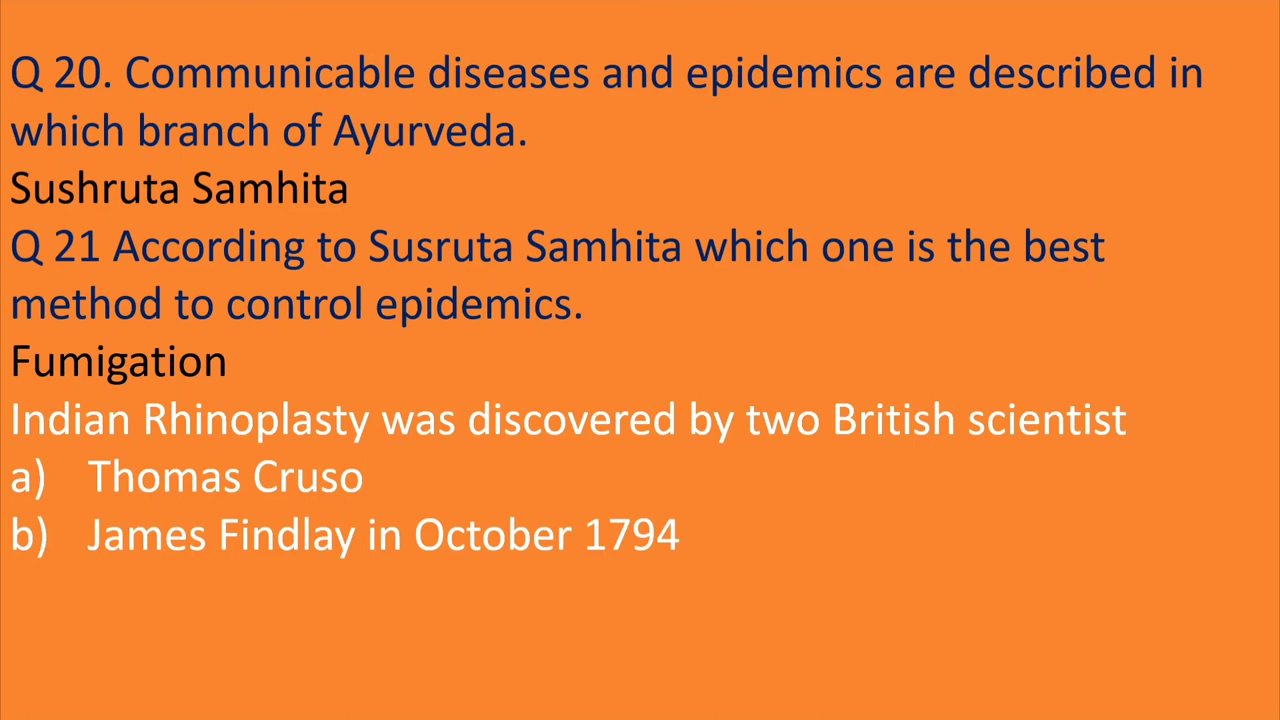 Q 20. Communicable diseases and epidemics are described in
which branch of Ayurveda.
Sushruta Samhita
Q 21 According to Susruta Samhita which one is the best
method to control epidemics.
Fumigation
Indian Rhinoplasty was discovered by two British scientist
a) Thomas Cruso
b) James Findlay in October 1794